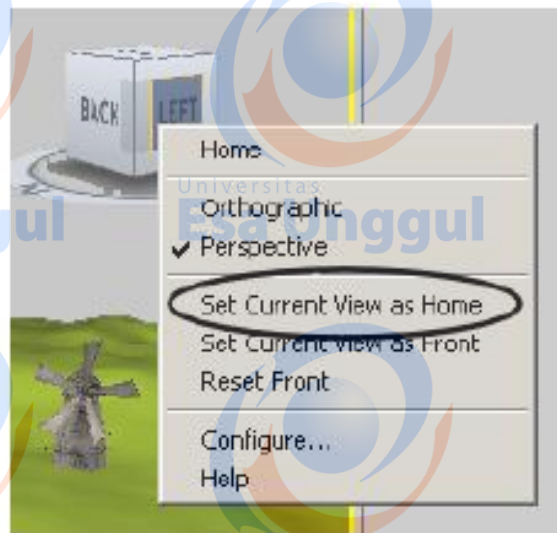 BACK LEFT
Home
Universitas
Esa Unggul
Orthographic
Perspective
Set Current View as Home
Set Current View as Front
Reset Front
Configure...
Help
gul